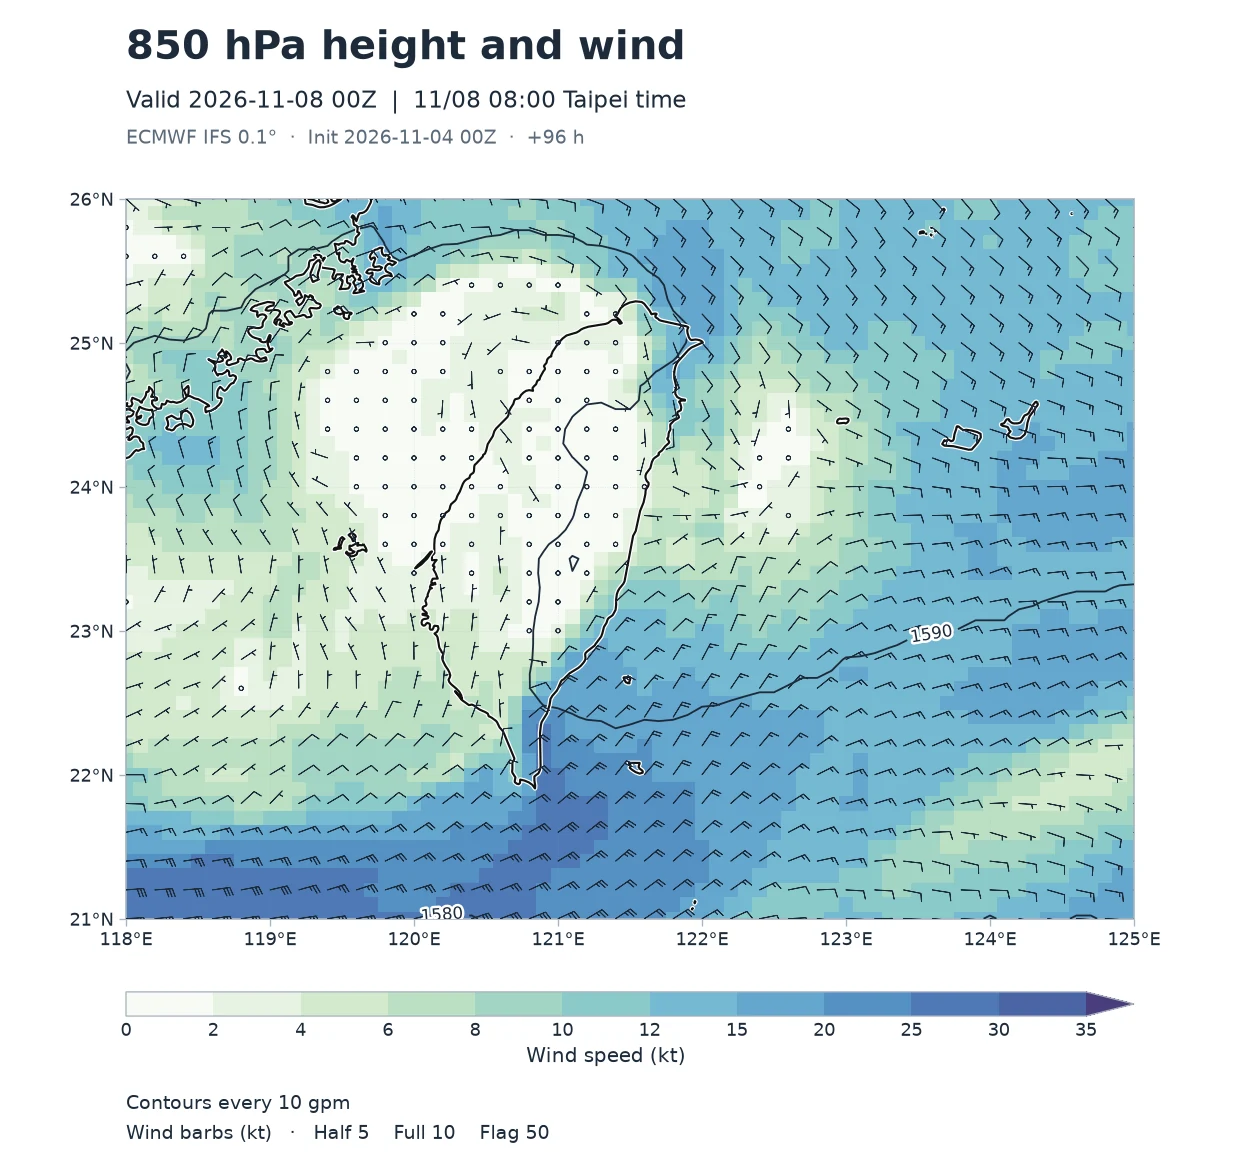 850 hPa height and wind
Valid 2026-11-08 00Z | 11/08 08:00 Taipei time
ECMWF IFS 0.1° · Init 2026-11-04 00Z · +96 h
26°N
25°N
24°N
23°N
22°N
21°N
1590
1580
118°E 119°E 120°E 121°E 122°E 123°E 124°E 125°E
0 2 4 6 8 10 12 15 20 25 30 35
Wind speed (kt)
Contours every 10 gpm
Wind barbs (kt) · Half 5 Full 10 Flag 50